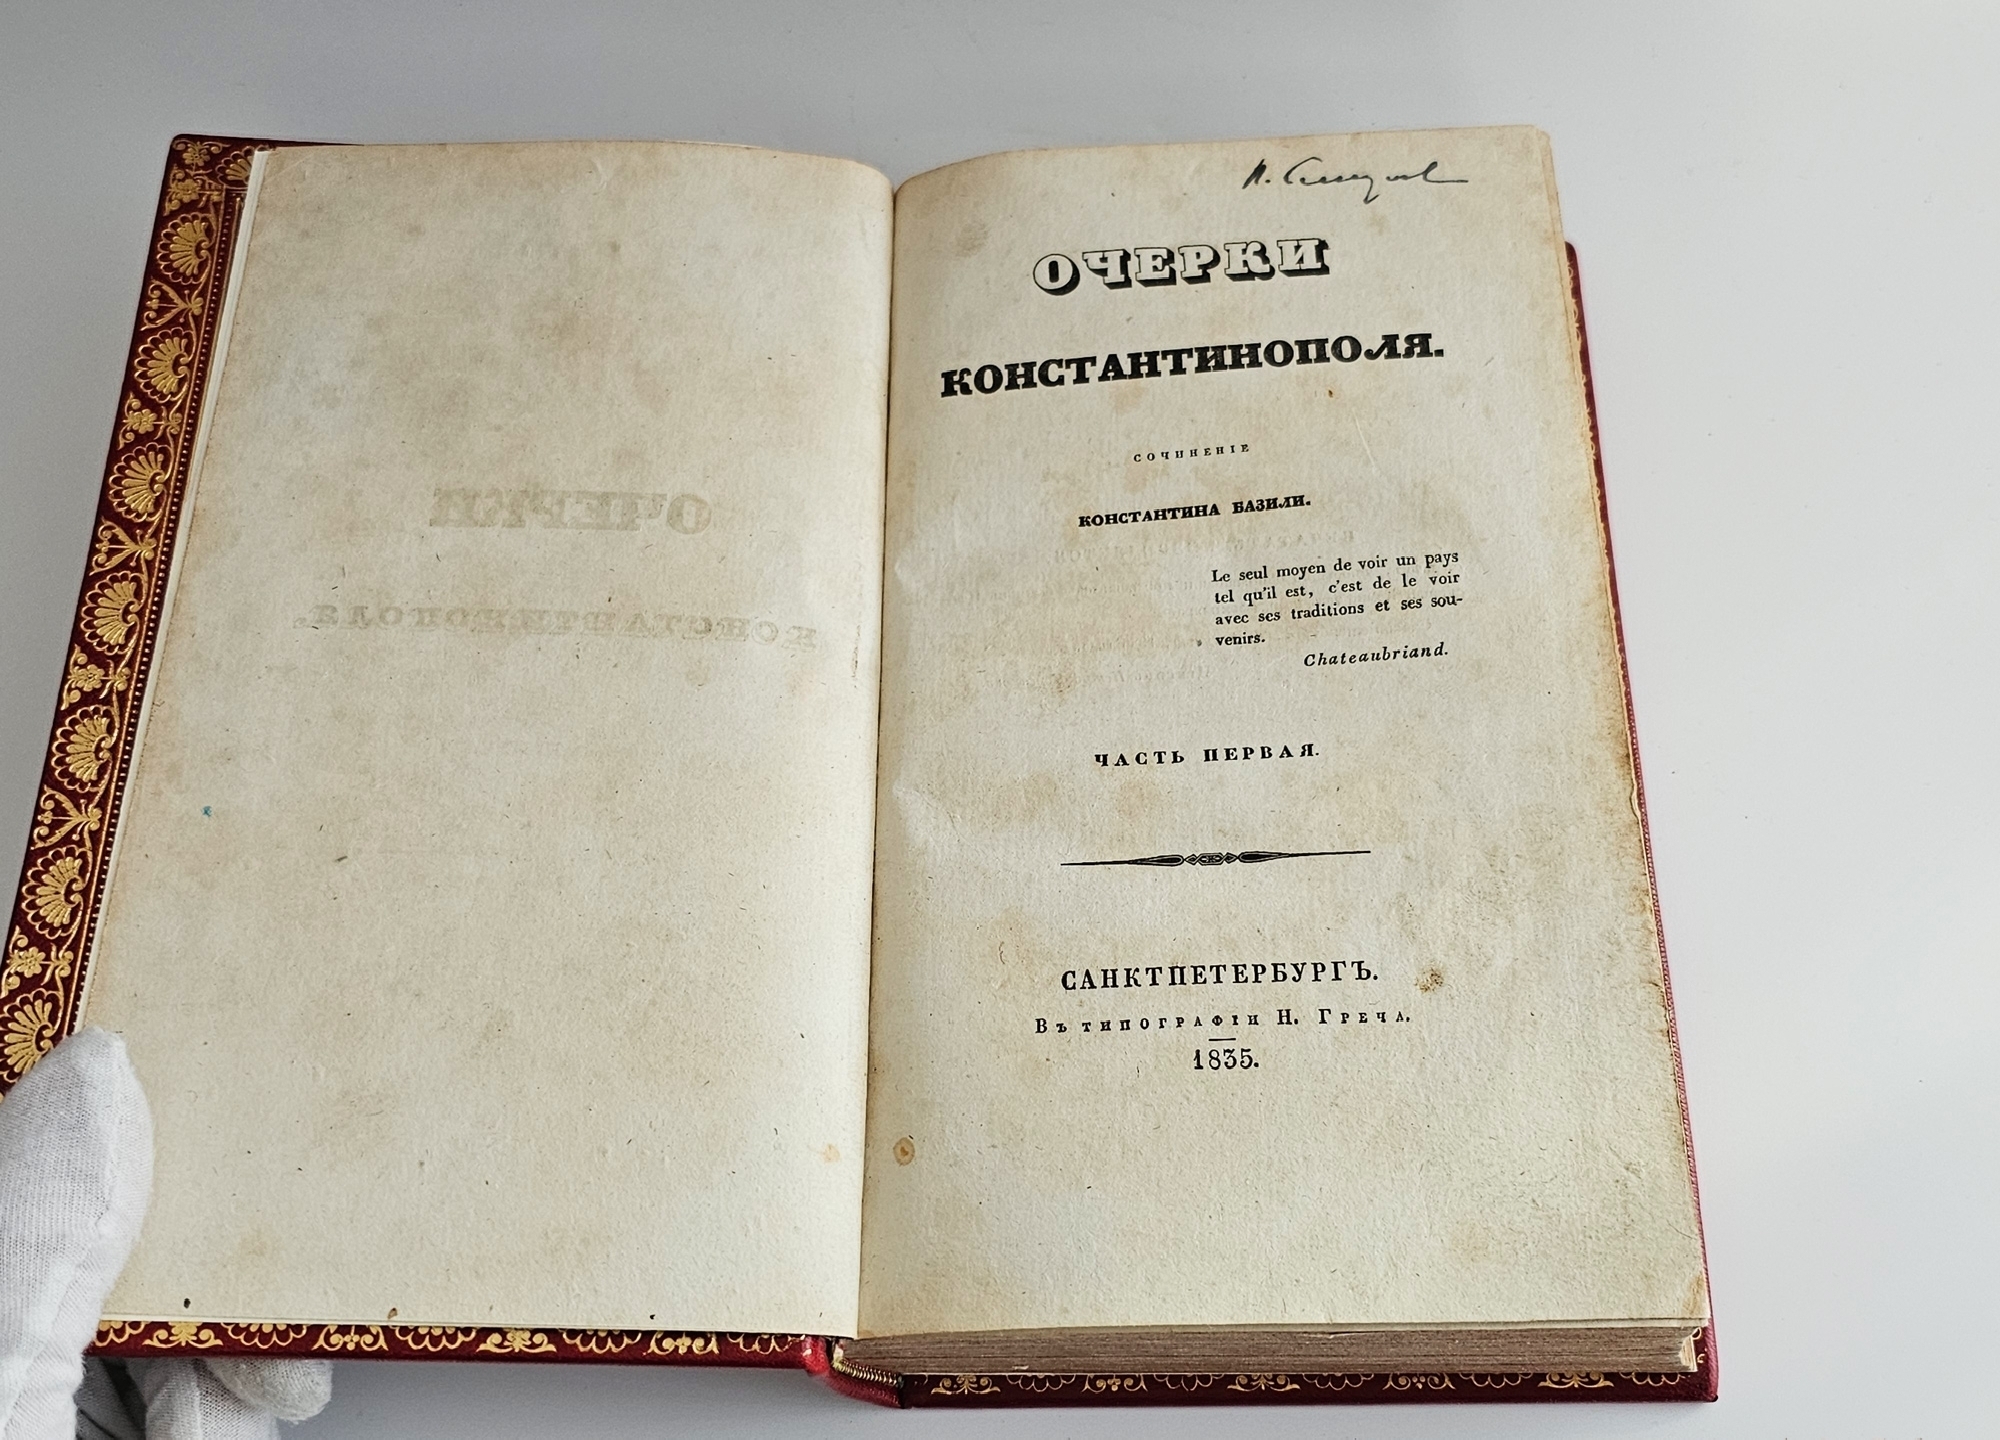 ОЧЕРКИ
КОНСТАНТИНОПОЛЯ.
СОЧИНЕНІЕ
КОНСТАНТИНА БАЗИЛИ.
Le seul moyen de voir un pays
tel qu'il est, c'est de le voir
avec ses traditions et ses sou-
venirs.
Chateaubriand.
ЧАСТЬ ПЕРВАЯ.
САНКТПЕТЕРБУРГЪ.
Въ типографіи Н. Греча.
1835.